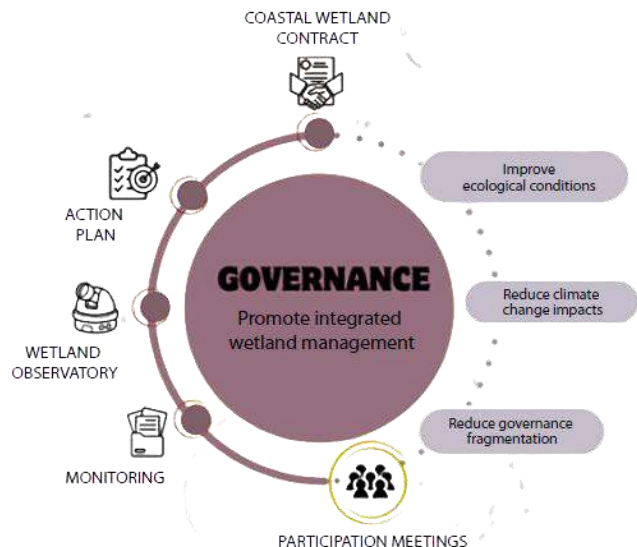 COASTAL WETLAND
CONTRACT
ACTION
PLAN
WETLAND
OBSERVATORY
MONITORING
PARTICIPATION MEETINGS
GOVERNANCE
Promote integrated
wetland management
Improve
ecological conditions
Reduce climate
change impacts
Reduce governance
fragmentation